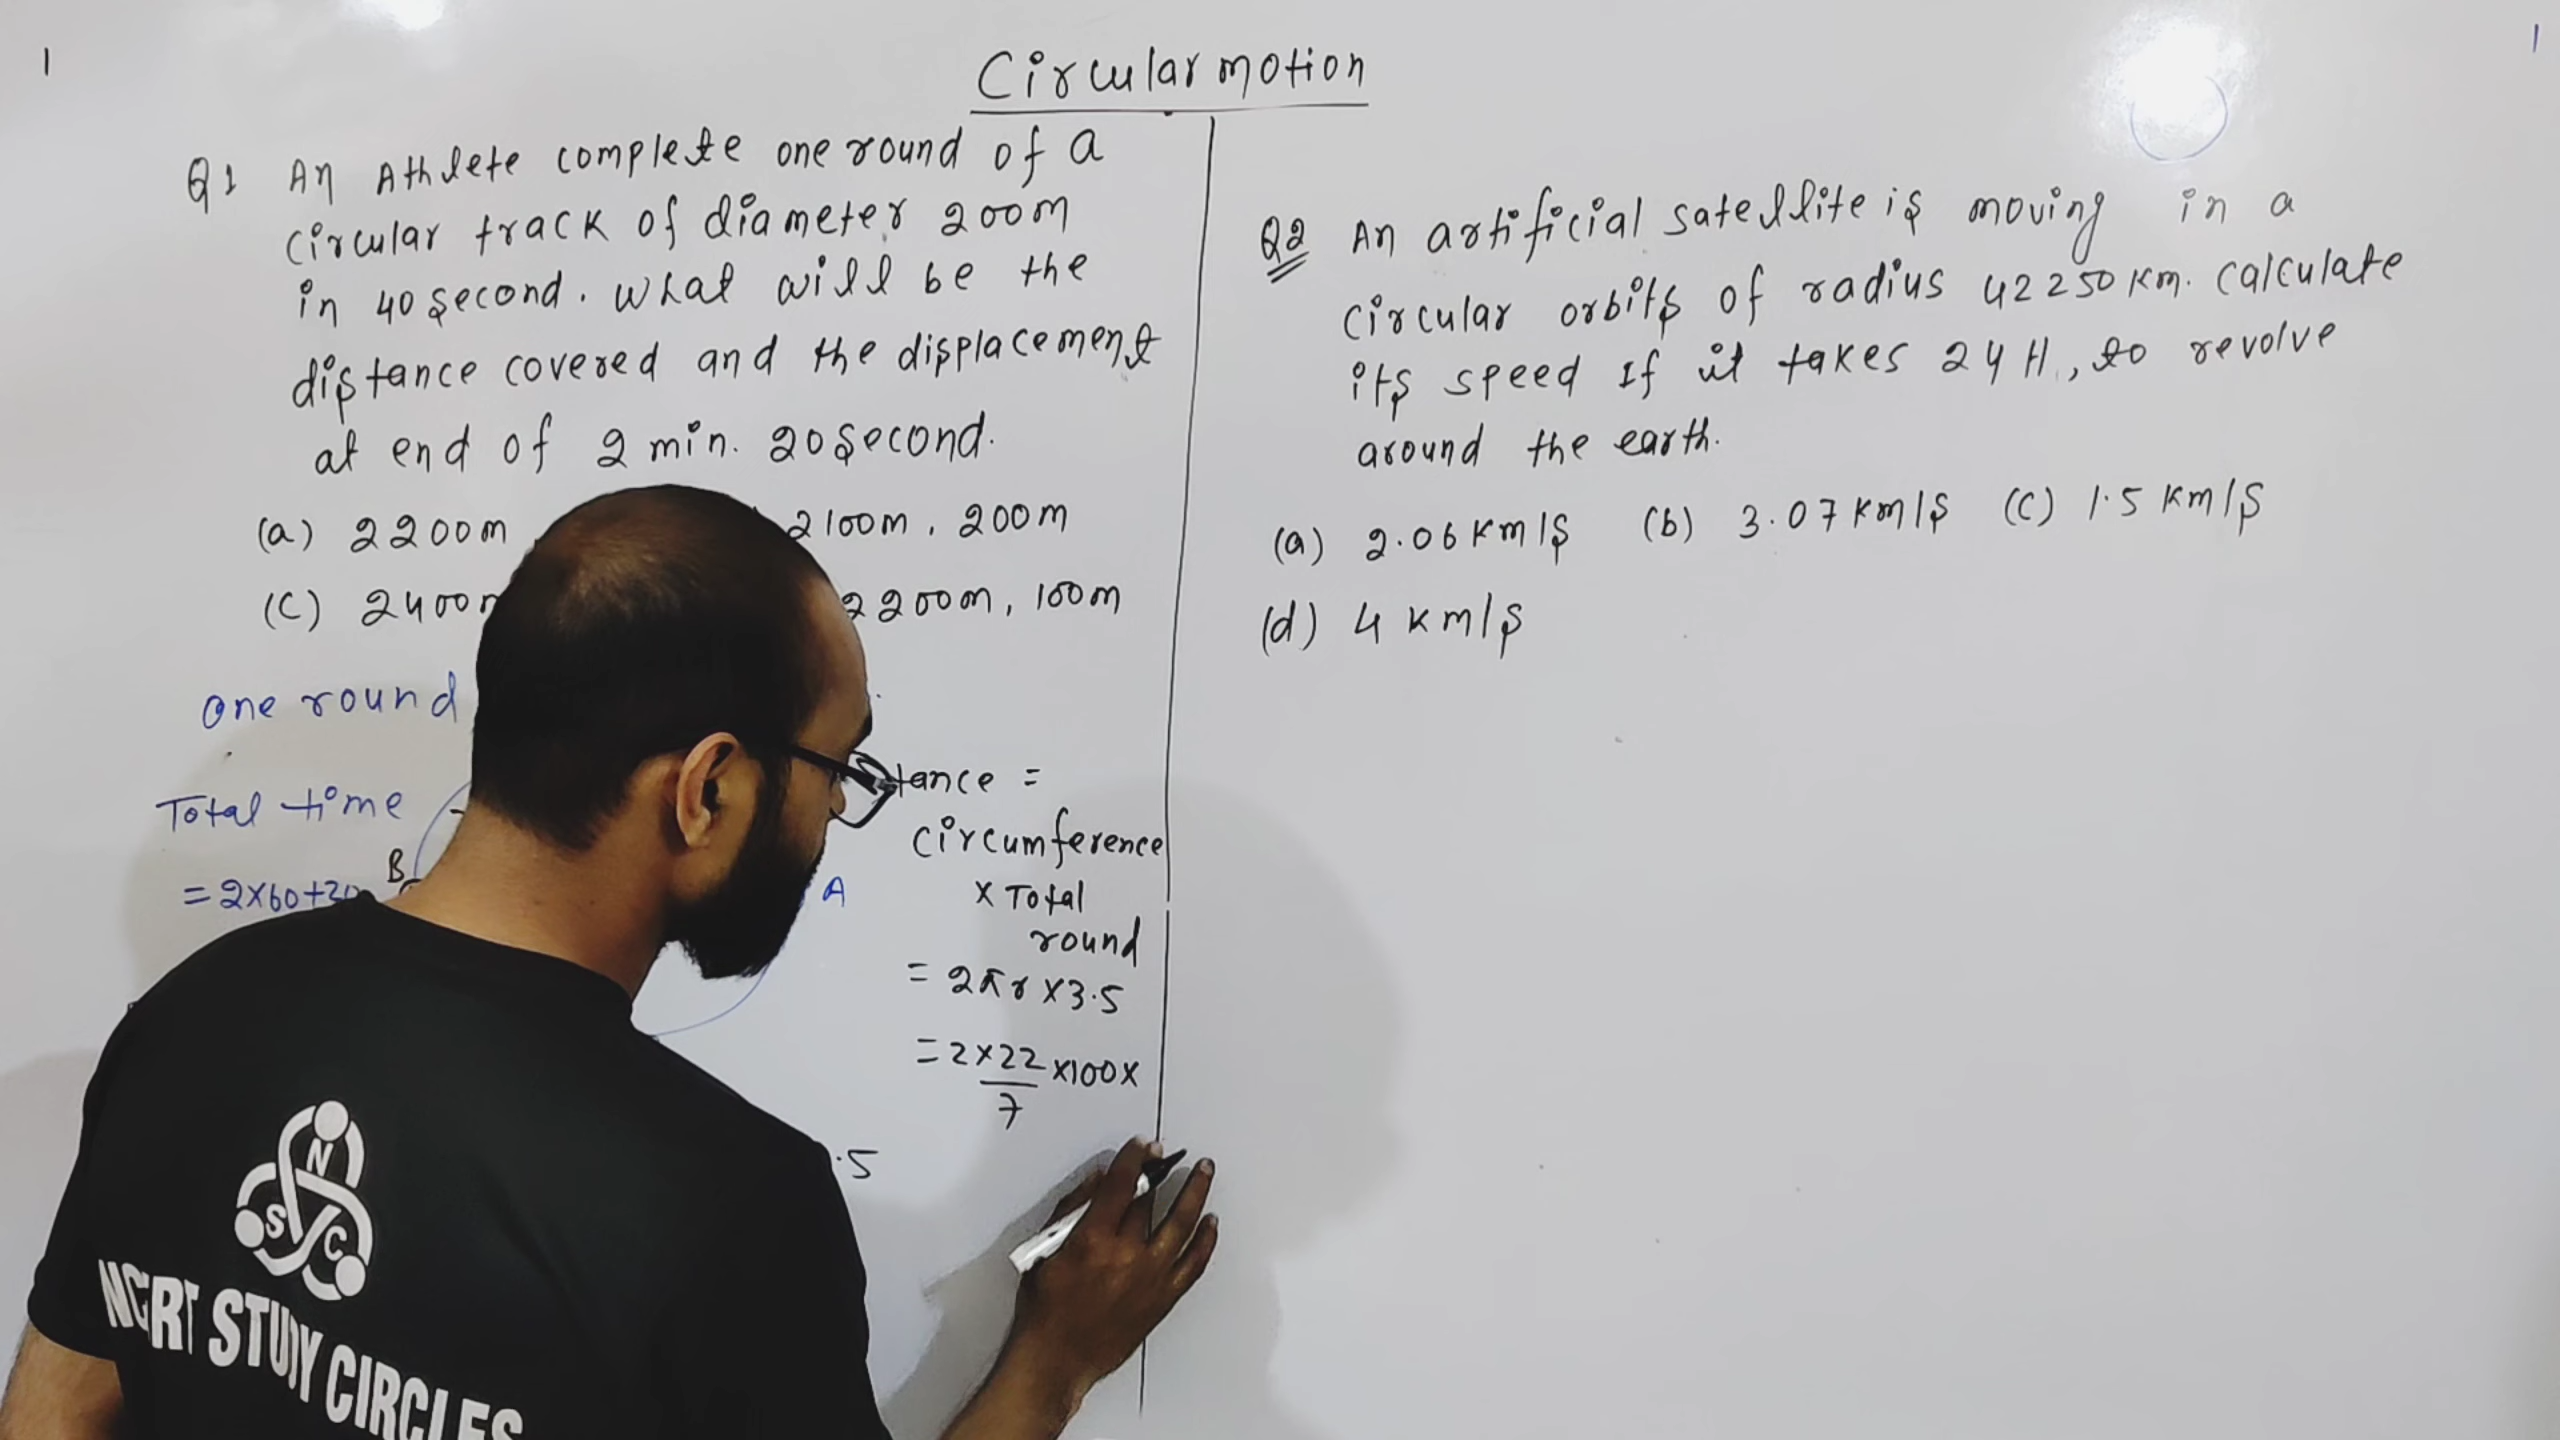 Circular motion
Q1 An Athlete complete one round of a
circular track of diameter 200m
in 40 second. What will be the
distance covered and the displacement
at end of 2 min. 20 second.
(a) 2200m 2100m, 200m
(c) 2400m 2200m, 100m
one round
Total time
= 2×60+20
B
A
tance =
circumference
× Total
round
= 2πr×3.5
= 2×22/7 ×100×
.5
Q2 An artificial satellite is moving in a
circular orbits of radius 42250 km. calculate
its speed If it takes 24 H, to revolve
around the earth.
(a) 2.06 km/s (b) 3.07 km/s (c) 1.5 km/s
(d) 4 km/s
N
S C
NCRT STUDY CIRCLES